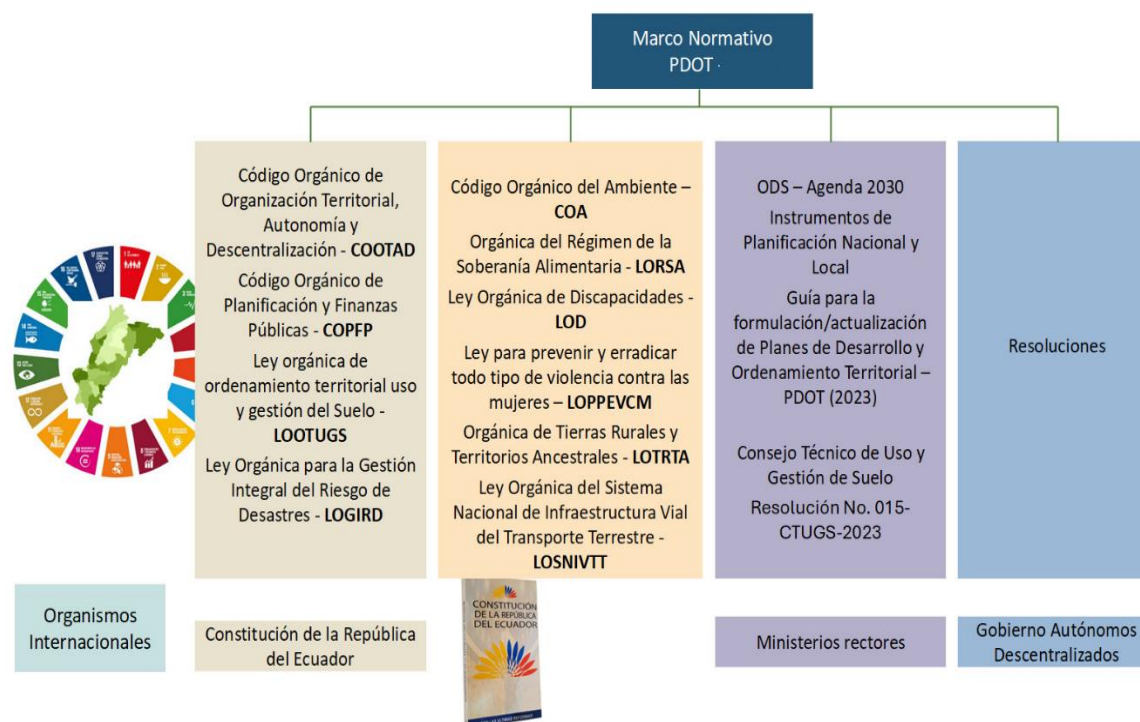 Marco Normativo
PDOT .
Código Orgánico de
Organización Territorial,
Autonomía y
Descentralización - COOTAD
Código Orgánico de
Planificación y Finanzas
Públicas - COPFP
Ley orgánica de
ordenamiento territorial uso
y gestión del Suelo -
LOOTUGS
Ley Orgánica para la Gestión
Integral del Riesgo de
Desastres - LOGIRD
Código Orgánico del Ambiente –
COA
Orgánica del Régimen de la
Soberanía Alimentaria - LORSA
Ley Orgánica de Discapacidades -
LOD
Ley para prevenir y erradicar
todo tipo de violencia contra las
mujeres – LOPPEVCM
Orgánica de Tierras Rurales y
Territorios Ancestrales - LOTRTA
Ley Orgánica del Sistema
Nacional de Infraestructura Vial
del Transporte Terrestre -
LOSNIVTT
ODS – Agenda 2030
Instrumentos de
Planificación Nacional y
Local
Guía para la
formulación/actualización
de Planes de Desarrollo y
Ordenamiento Territorial –
PDOT (2023)
Consejo Técnico de Uso y
Gestión de Suelo
Resolución No. 015-
CTUGS-2023
Resoluciones
Organismos
Internacionales
Constitución de la República
del Ecuador
CONSTITUCIÓN
DE LA REPÚBLICA
DEL ECUADOR
Ministerios rectores
Gobierno Autónomos
Descentralizados